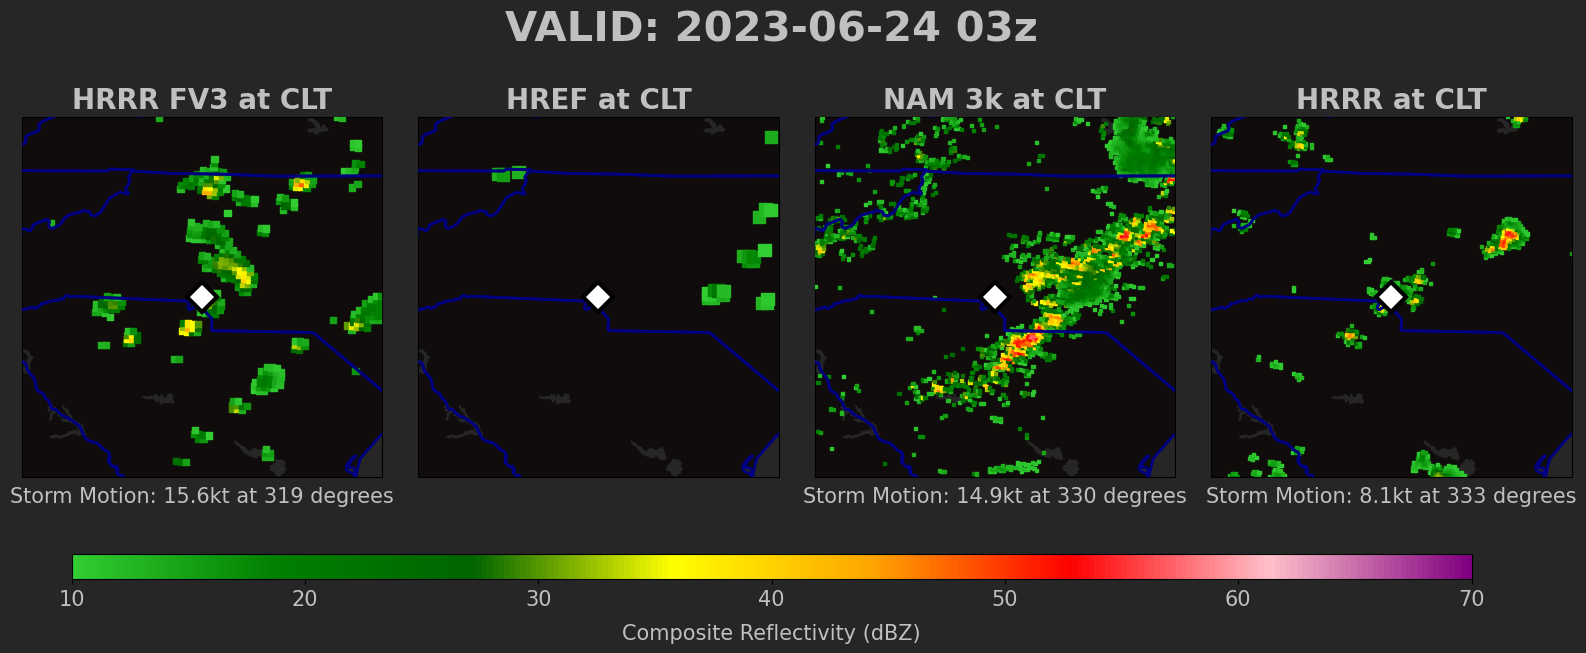 VALID: 2023-06-24 03z
HRRR FV3 at CLT
HREF at CLT
NAM 3k at CLT
HRRR at CLT
Storm Motion: 15.6kt at 319 degrees
Storm Motion: 14.9kt at 330 degrees
Storm Motion: 8.1kt at 333 degrees
10 20 30 40 50 60 70
Composite Reflectivity (dBZ)